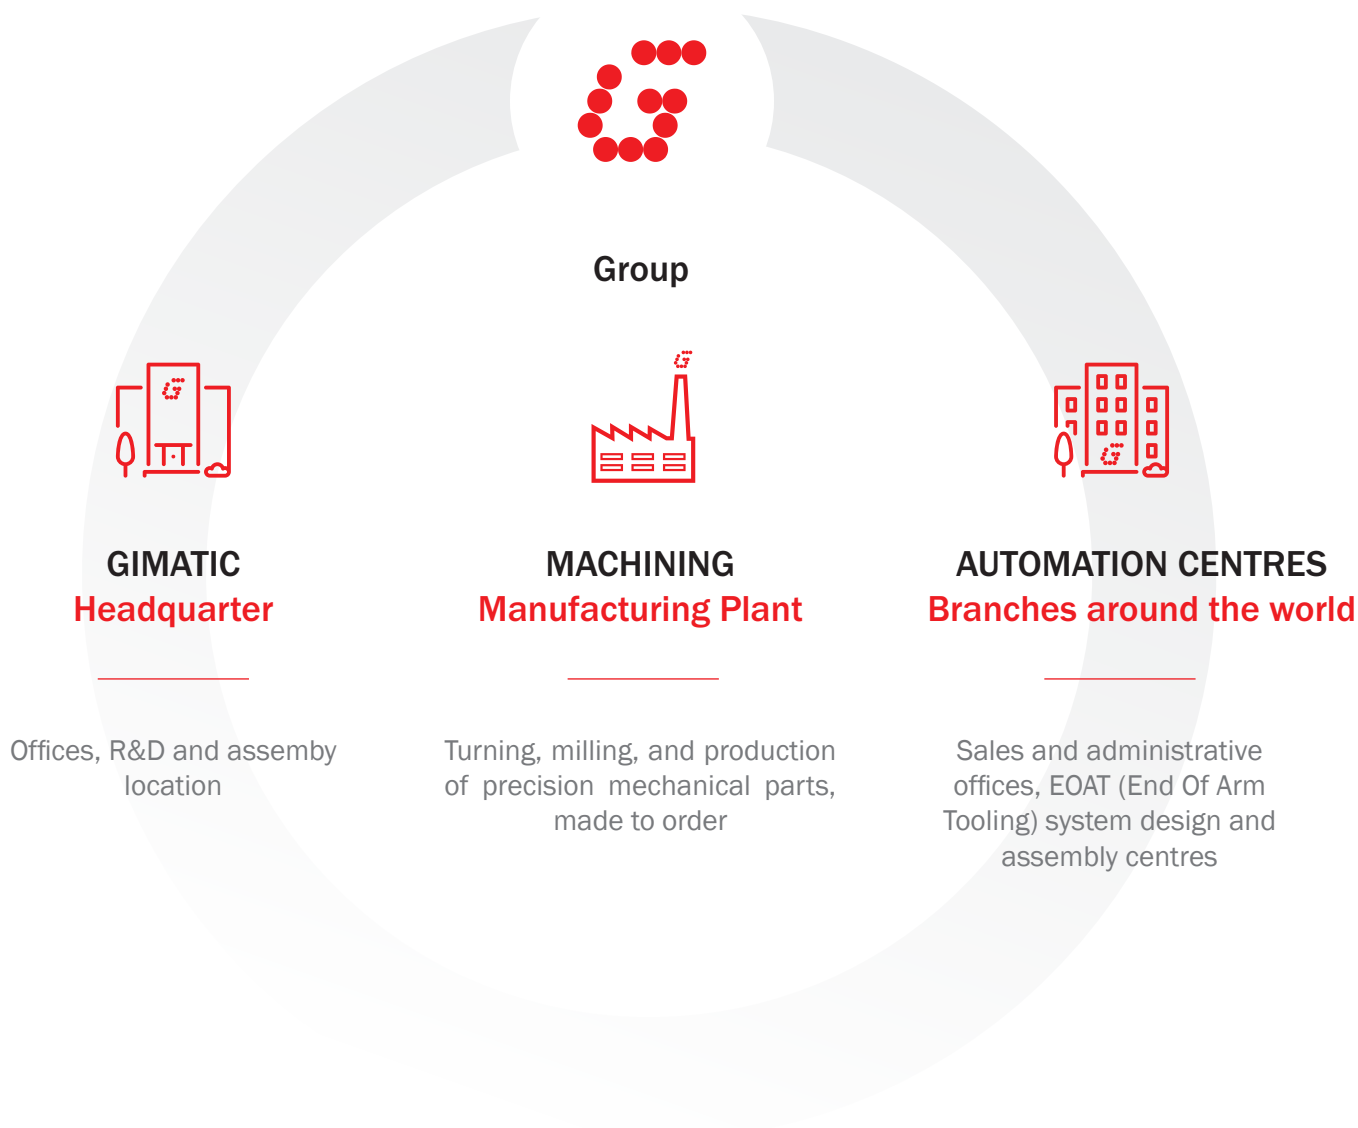 Group
GIMATIC
Headquarter
Offices, R&D and assemby
location
MACHINING
Manufacturing Plant
Turning, milling, and production
of precision mechanical parts,
made to order
AUTOMATION CENTRES
Branches around the world
Sales and administrative
offices, EOAT (End Of Arm
Tooling) system design and
assembly centres